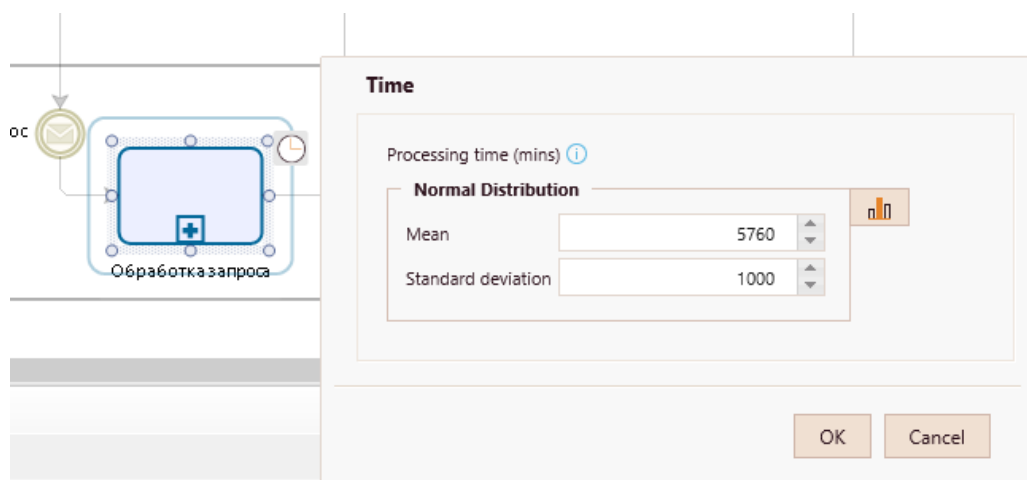 Time
ос
Processing time (mins)
Normal Distribution
Mean 5760
Standard deviation 1000
Обработка запроса
OK Cancel